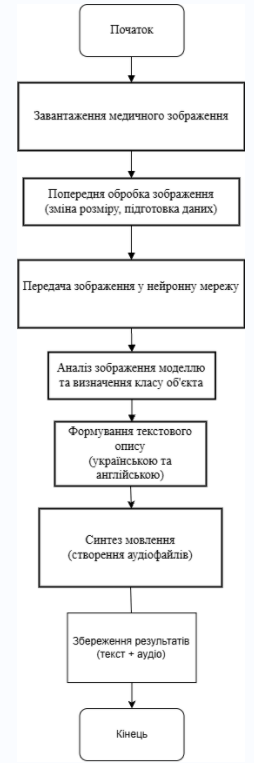 Початок
Завантаження медичного зображення
Попередня обробка зображення
(зміна розміру, підготовка даних)
Передача зображення у нейронну мережу
Аналіз зображення моделлю
та визначення класу об'єкта
Формування текстового
опису
(українською та
англійською)
Синтез мовлення
(створення аудіофайлів)
Збереження результатів
(текст + аудіо)
Кінець